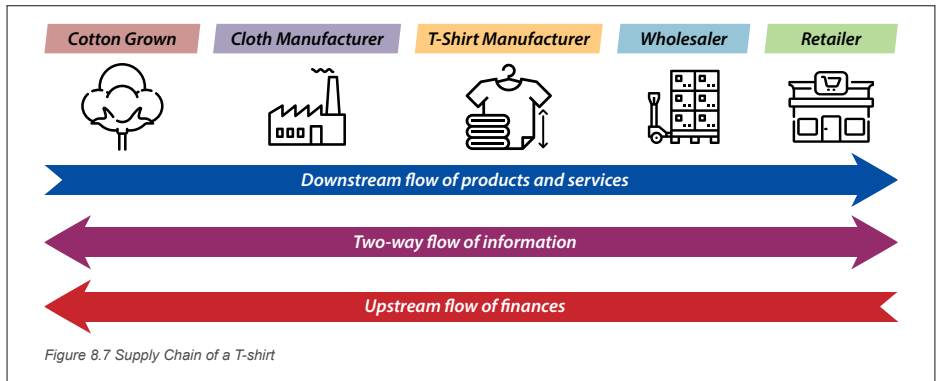 Cotton Grown
Cloth Manufacturer
T-Shirt Manufacturer
Wholesaler
Retailer
Downstream flow of products and services
Two-way flow of information
Upstream flow of finances
Figure 8.7 Supply Chain of a T-shirt